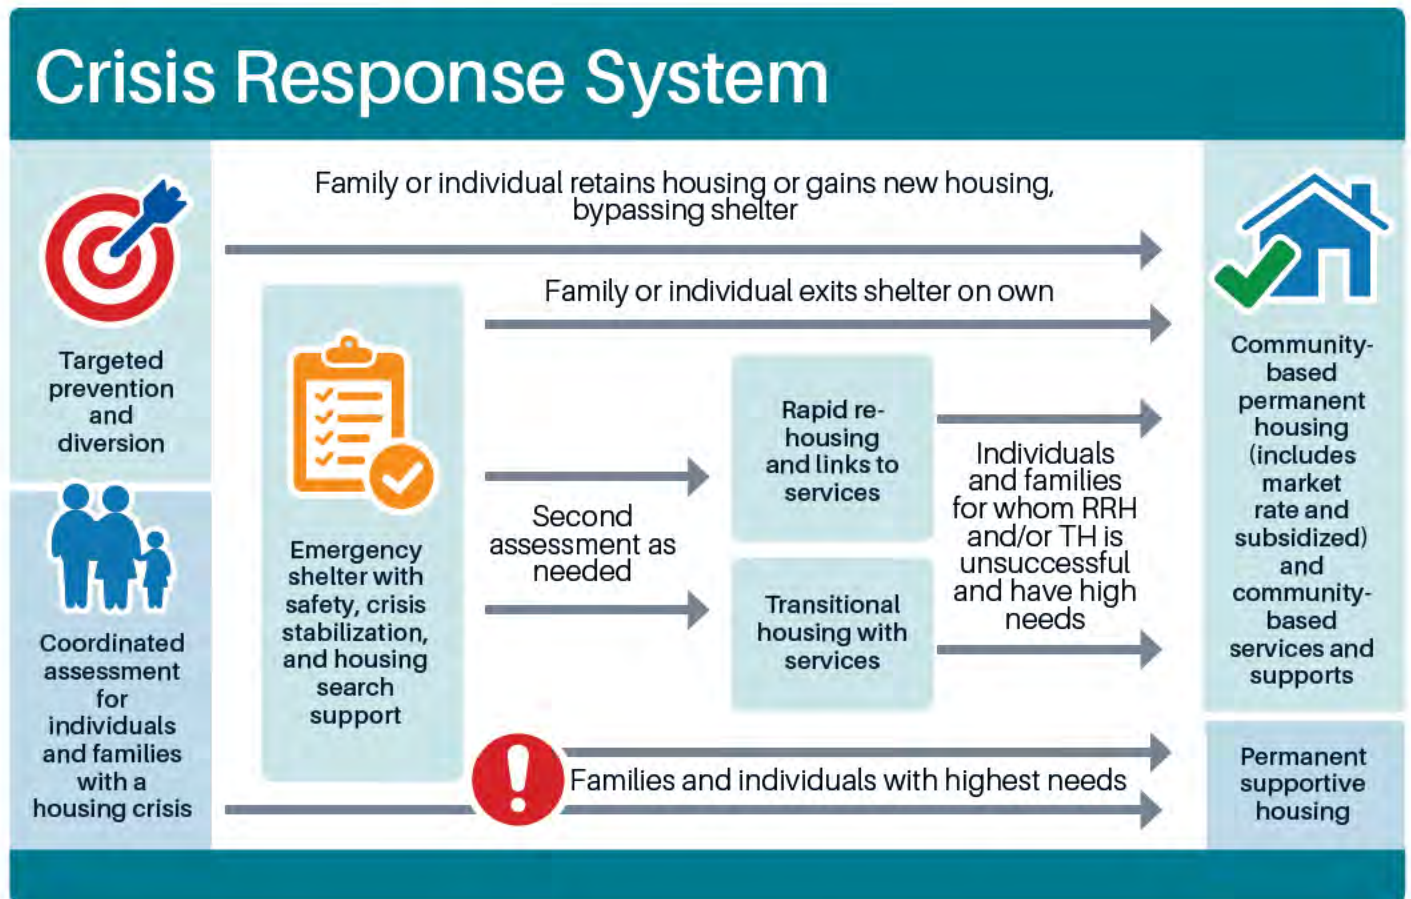 Crisis Response System
Targeted
prevention
and
diversion
Coordinated
assessment
for
individuals
and families
with a
housing crisis
Family or individual retains housing or gains new housing,
bypassing shelter
Family or individual exits shelter on own
Emergency
shelter with
safety, crisis
stabilization,
and housing
search
support
Second
assessment as
needed
Rapid re-
housing
and links to
services
Transitional
housing with
services
Individuals
and families
for whom RRH
and/or TH is
unsuccessful
and have high
needs
Families and individuals with highest needs
Community-
based
permanent
housing
(includes
market
rate and
subsidized)
and
community-
based
services and
supports
Permanent
supportive
housing